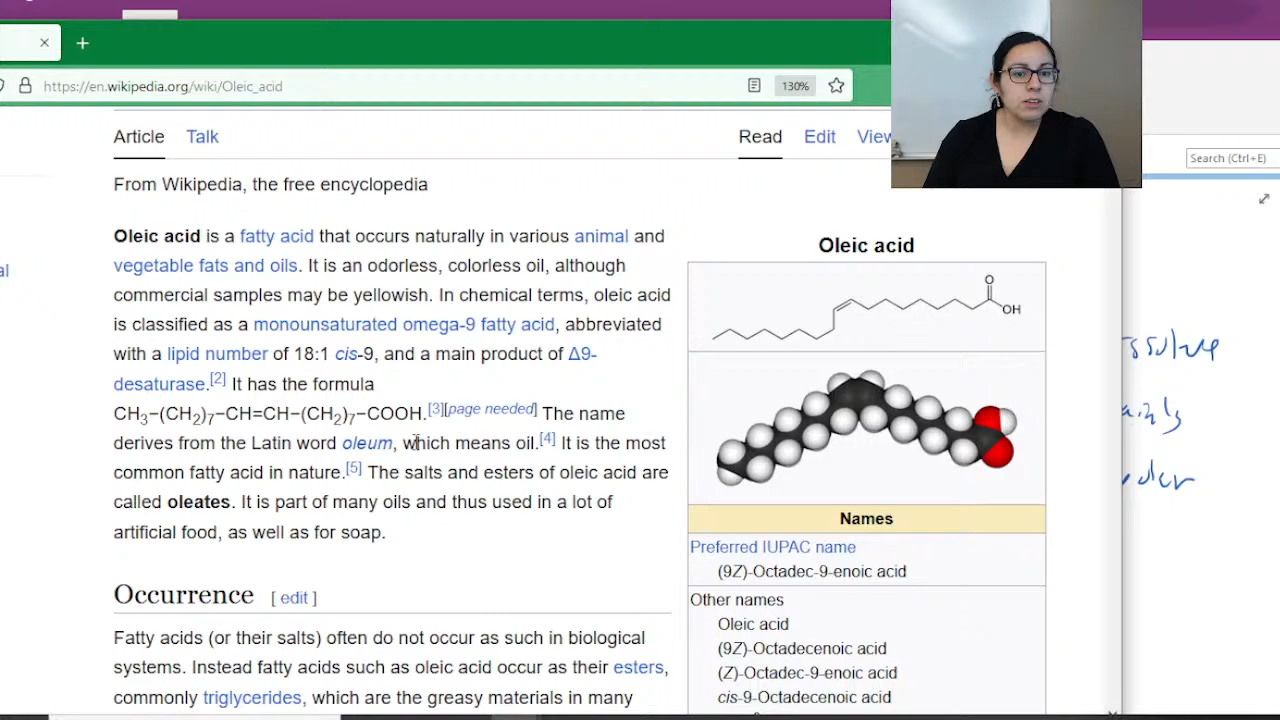 https://en.wikipedia.org/wiki/Oleic_acid
130%
Article Talk
Read Edit View
Search (Ctrl+E)
From Wikipedia, the free encyclopedia
Oleic acid is a fatty acid that occurs naturally in various animal and
vegetable fats and oils. It is an odorless, colorless oil, although
commercial samples may be yellowish. In chemical terms, oleic acid
is classified as a monounsaturated omega-9 fatty acid, abbreviated
with a lipid number of 18:1 cis-9, and a main product of Δ9-
desaturase.[2] It has the formula
CH3−(CH2)7−CH=CH−(CH2)7−COOH.[3][page needed] The name
derives from the Latin word oleum, which means oil.[4] It is the most
common fatty acid in nature.[5] The salts and esters of oleic acid are
called oleates. It is part of many oils and thus used in a lot of
artificial food, as well as for soap.
Occurrence [ edit ]
Fatty acids (or their salts) often do not occur as such in biological
systems. Instead fatty acids such as oleic acid occur as their esters,
commonly triglycerides, which are the greasy materials in many
Oleic acid
O
OH
Names
Preferred IUPAC name
(9Z)-Octadec-9-enoic acid
Other names
Oleic acid
(9Z)-Octadecenoic acid
(Z)-Octadec-9-enoic acid
cis-9-Octadecenoic acid